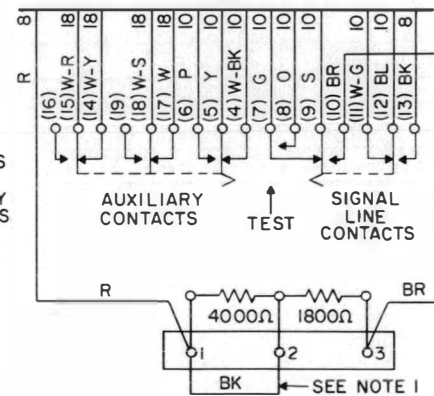 8
R
(16)
(15) W-R 18
(14) W-Y 18
(19)
(18) W-S 18
(17) W 18
(6) P 10
(5) Y 10
(4) W-BK 10
(7) G 10
(8) O 10
(9) S 10
(10) BR
(11) W-G 10
(12) BL 10
(13) BK 8
S
Y
S
AUXILIARY
CONTACTS
TEST
SIGNAL
LINE
CONTACTS
R
4000Ω
1800Ω
BR
1
2
3
BK
SEE NOTE 1